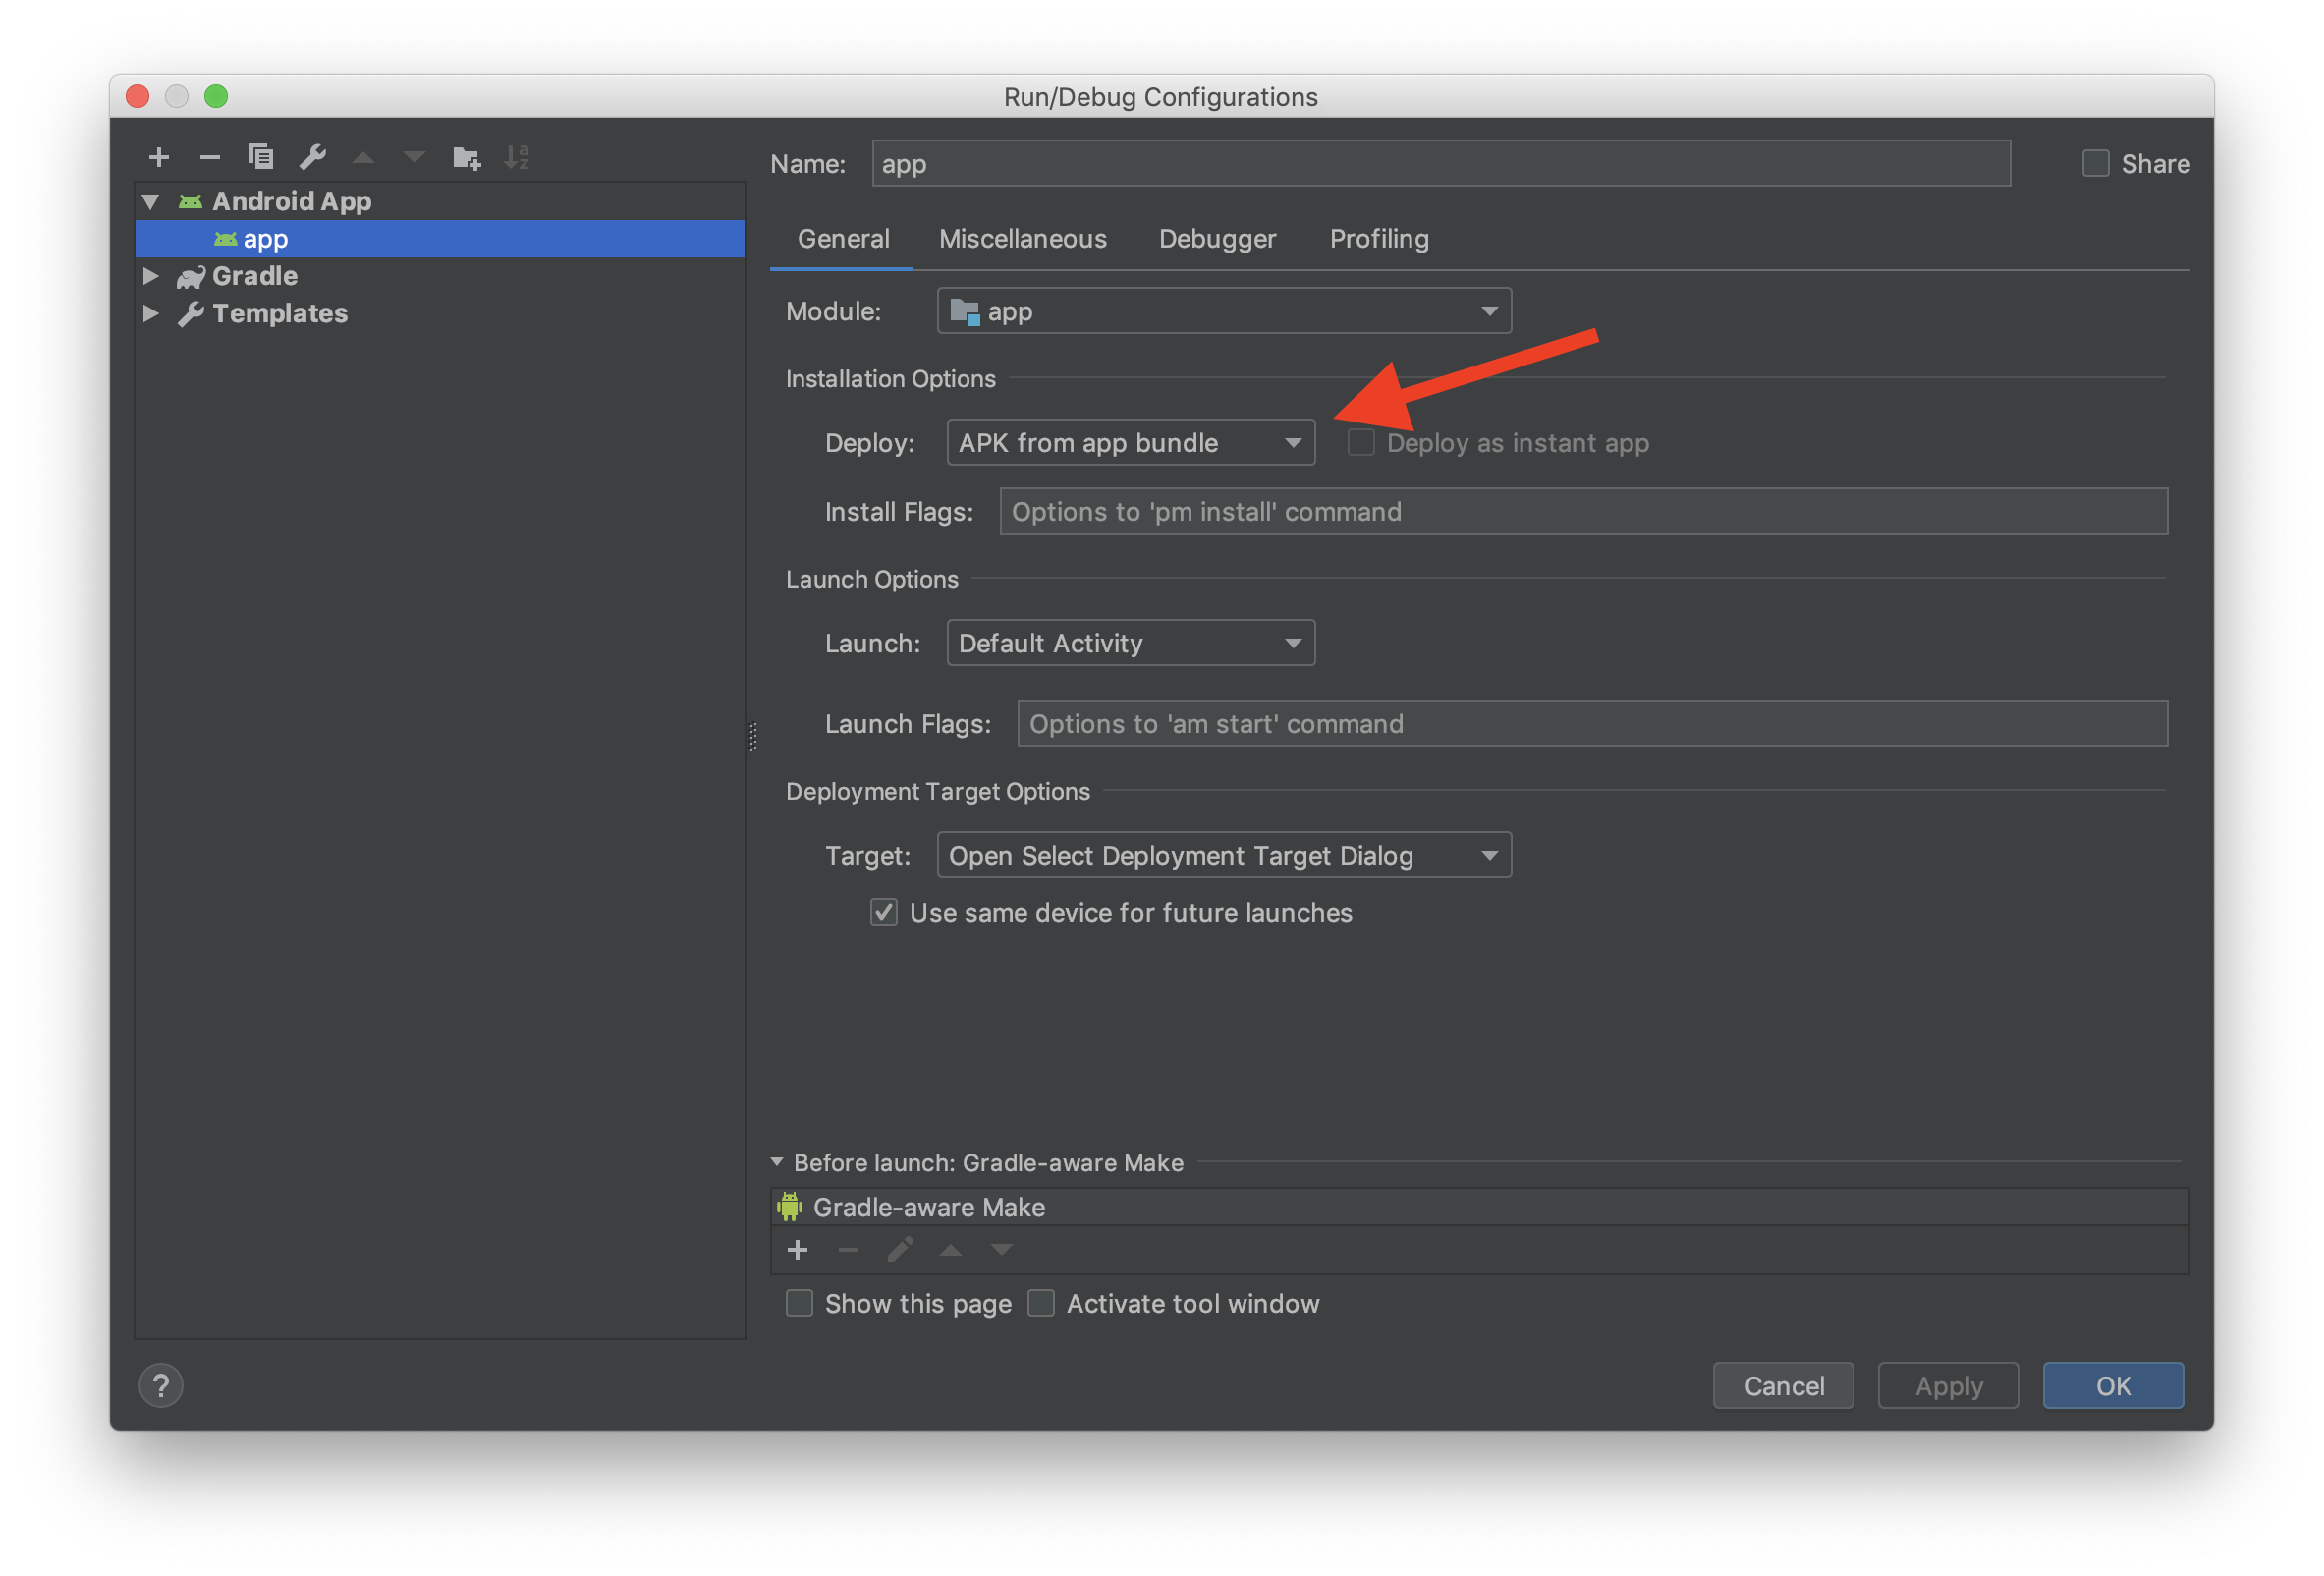 Run/Debug Configurations
Android App
app
Gradle
Templates
Name: app Share
General Miscellaneous Debugger Profiling
Module: app
Installation Options
Deploy: APK from app bundle Deploy as instant app
Install Flags: Options to 'pm install' command
Launch Options
Launch: Default Activity
Launch Flags: Options to 'am start' command
Deployment Target Options
Target: Open Select Deployment Target Dialog
Use same device for future launches
Before launch: Gradle-aware Make
Gradle-aware Make
Show this page Activate tool window
? Cancel Apply OK